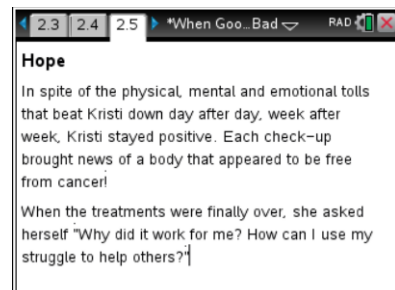 2.3 2.4 2.5 *When Goo…Bad RAD
Hope
In spite of the physical, mental and emotional tolls
that beat Kristi down day after day, week after
week, Kristi stayed positive. Each check-up
brought news of a body that appeared to be free
from cancer!
When the treatments were finally over, she asked
herself "Why did it work for me? How can I use my
struggle to help others?"